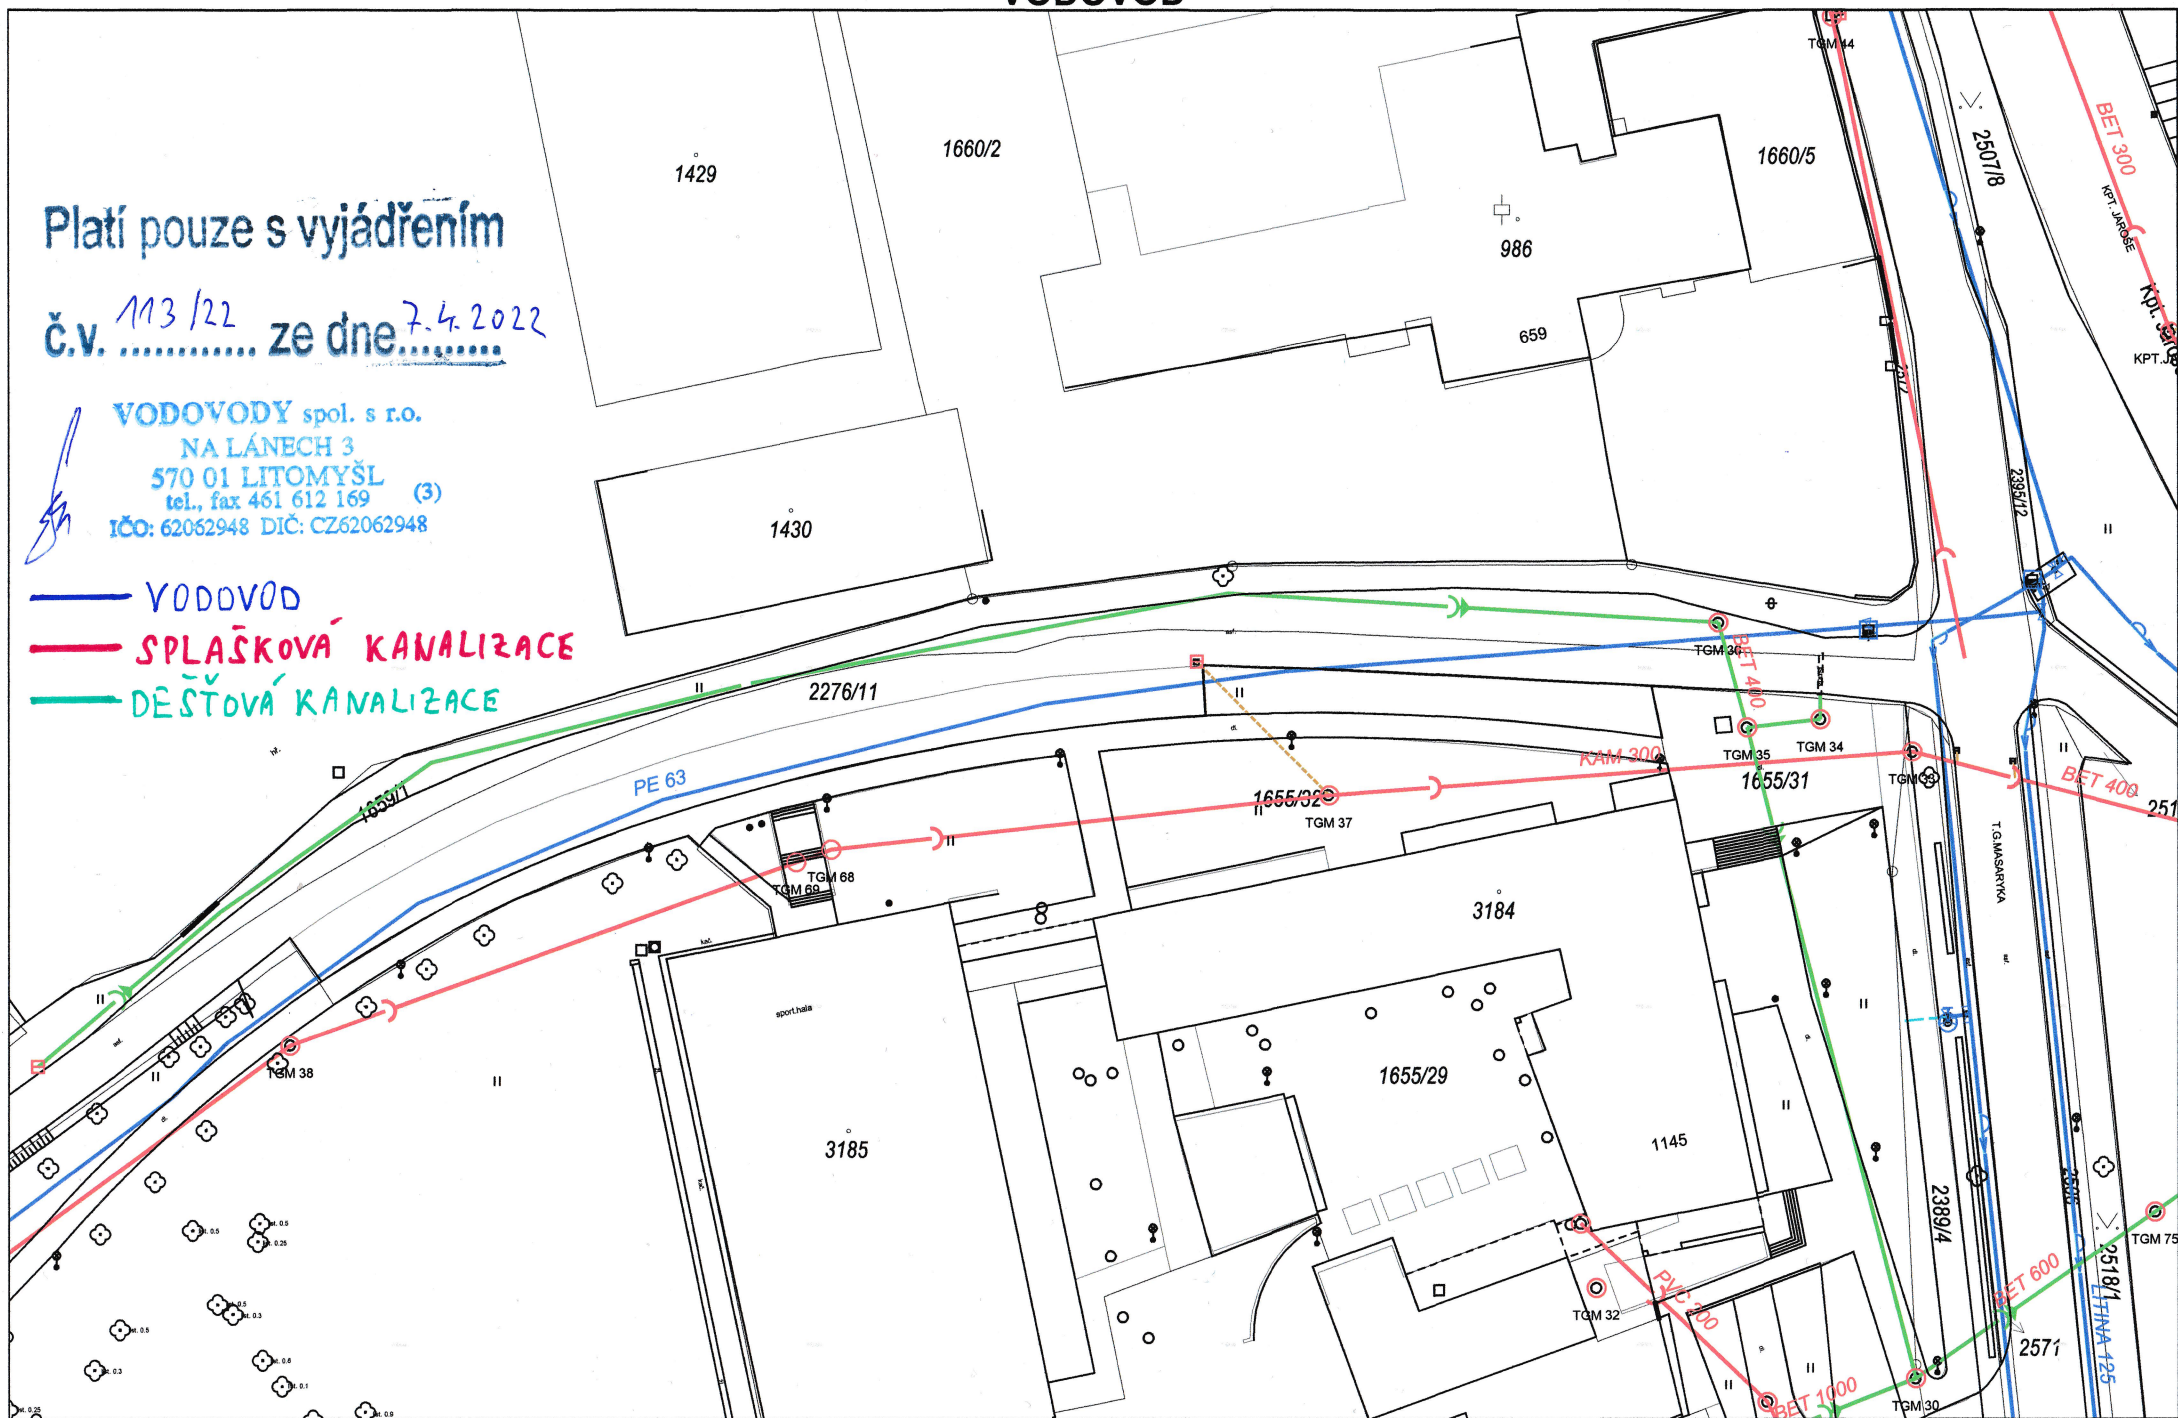 VODOVOD
Platí pouze s vyjádřením
č.v. 113/22 ze dne 7.4.2022
VODOVODY spol. s r.o.
NA LÁNECH 3
570 01 LITOMYŠL
tel., fax 461 612 169 (3)
IČO: 62062948 DIČ: CZ62062948
VODOVOD
SPLAŠKOVÁ KANALIZACE
DEŠŤOVÁ KANALIZACE
1429
1660/2
986
659
1660/5
TGM 44
2507/8
BET 300
KPT. JAROŠE
1430
2395/12
2276/11
PE 63
1659/1
TGM 36
BET 400
TGM 35
TGM 34
KAM 300
1655/31
TGM 33
BET 400
1655/32
TGM 37
TGM 68
TGM 69
T.G.MASARYKA
3184
sport.hala
TGM 38
1655/29
3185
1145
2389/4
TGM 75
2518/1
BET 600
LITINA 125
2571
PVC 200
TGM 32
BET 1000
TGM 30